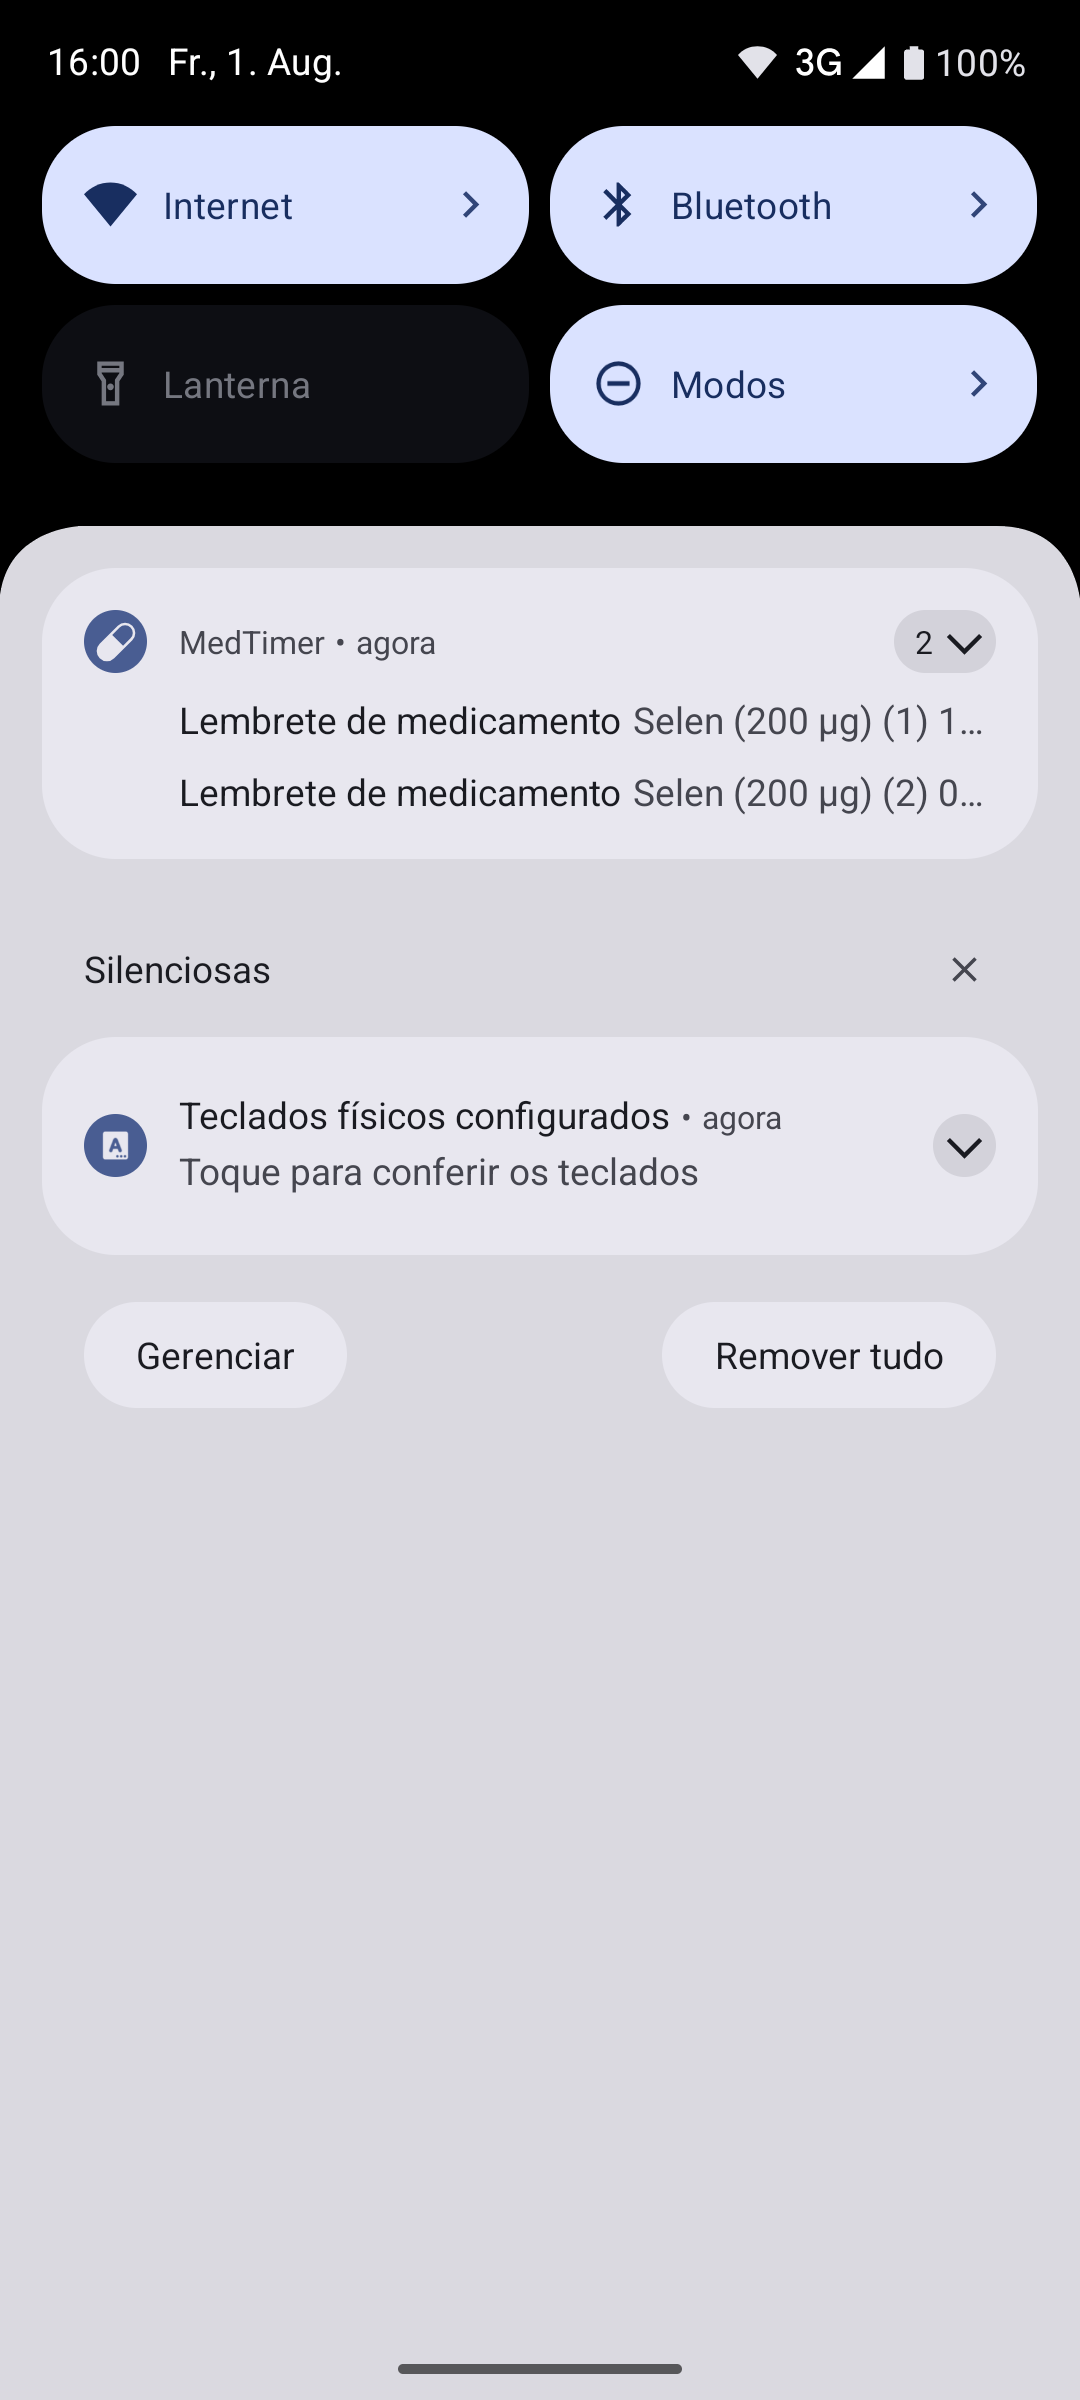 16:00 Fr., 1. Aug. 3G 100%
Internet
Bluetooth
Lanterna
Modos
MedTimer • agora 2
Lembrete de medicamento Selen (200 µg) (1) 1…
Lembrete de medicamento Selen (200 µg) (2) 0…
Silenciosas
Teclados físicos configurados • agora
Toque para conferir os teclados
Gerenciar
Remover tudo